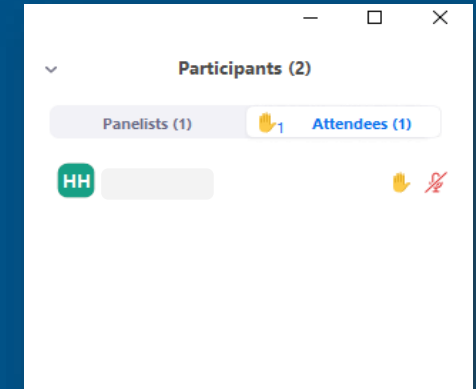 Participants (2)
Panelists (1) 1 Attendees (1)
HH